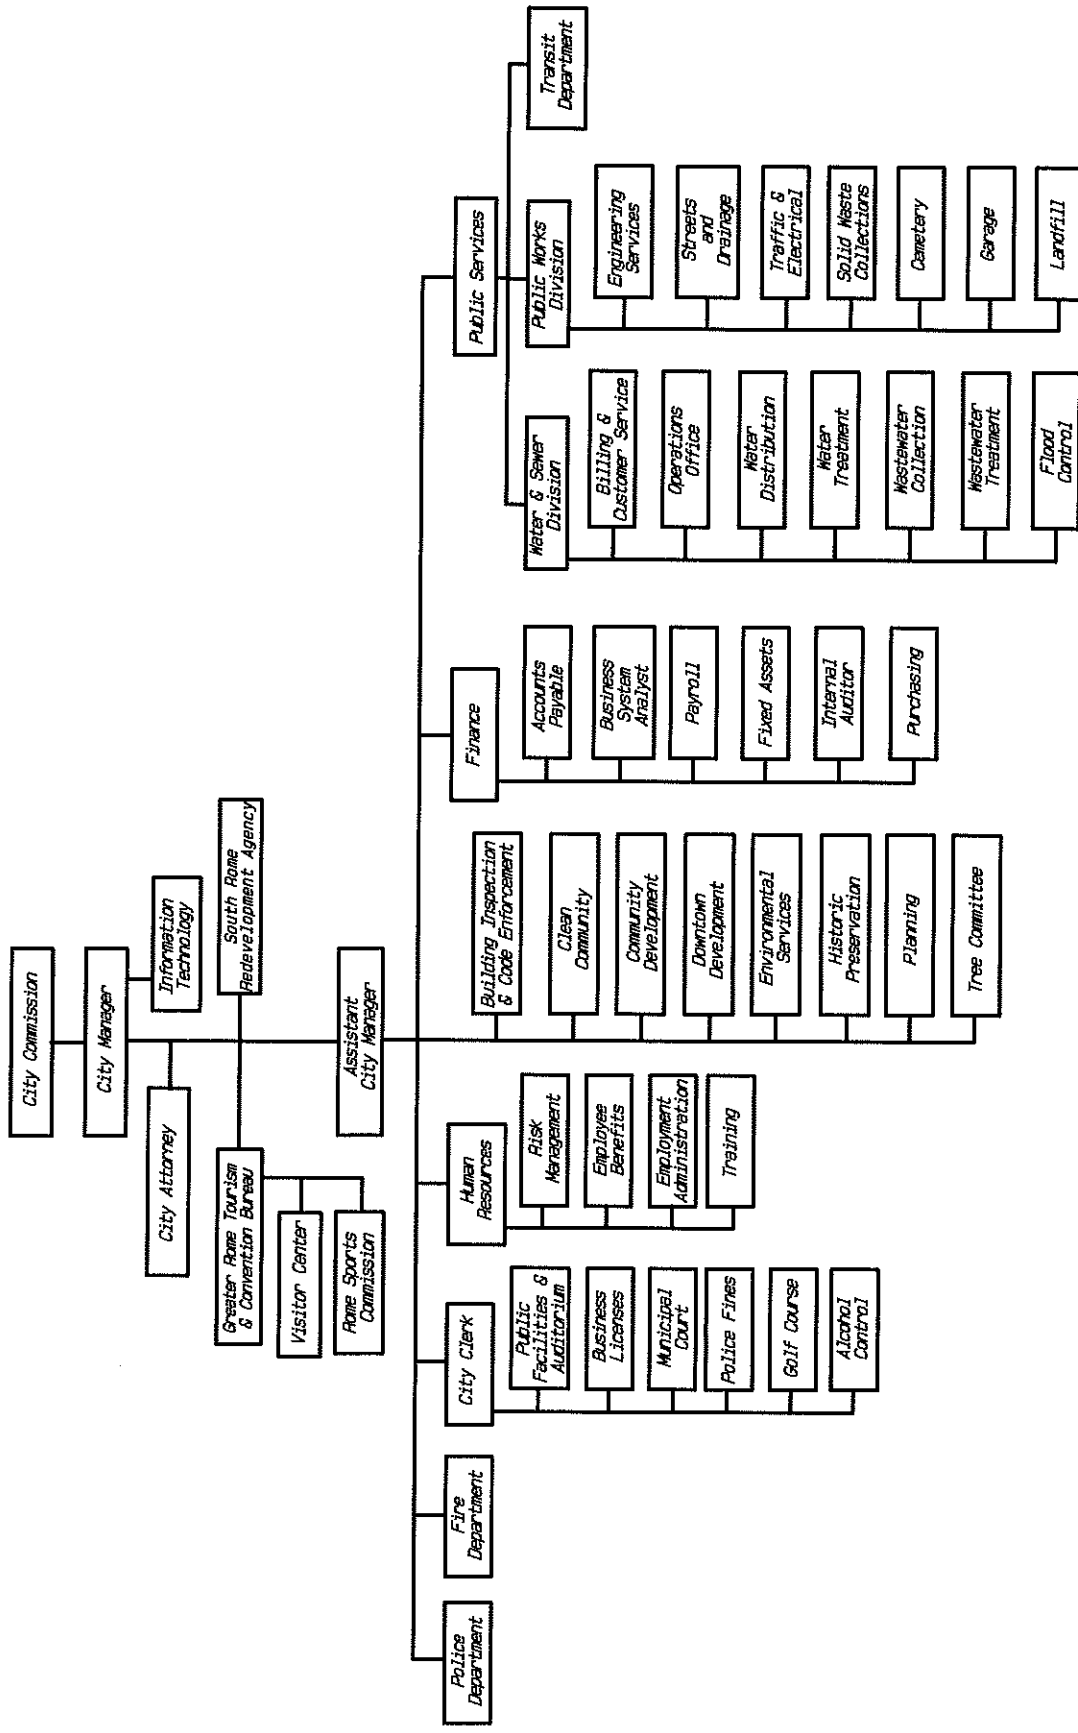 City Commission
City Manager
Information
Technology
City Attorney
South Rome
Redevelopment Agency
Greater Rome Tourism
& Convention Bureau
Visitor Center
Rome Sports
Commission
Assistant
City Manager
Police
Department
Fire
Department
City Clerk
Public
Facilities &
Auditorium
Business
Licenses
Municipal
Court
Police Fines
Golf Course
Alcohol
Control
Human
Resources
Risk
Management
Employee
Benefits
Employment
Administration
Training
Building Inspection
& Code Enforcement
Clean
Community
Community
Development
Downtown
Development
Environmental
Services
Historic
Preservation
Planning
Tree Committee
Finance
Accounts
Payable
Business
System
Analyst
Payroll
Fixed Assets
Internal
Auditor
Purchasing
Public Services
Water & Sewer
Division
Billing &
Customer Service
Operations
Office
Water
Distribution
Water
Treatment
Wastewater
Collection
Wastewater
Treatment
Flood
Control
Public Works
Division
Engineering
Services
Streets
and
Drainage
Traffic &
Electrical
Solid Waste
Collections
Cemetery
Garage
Landfill
Transit
Department